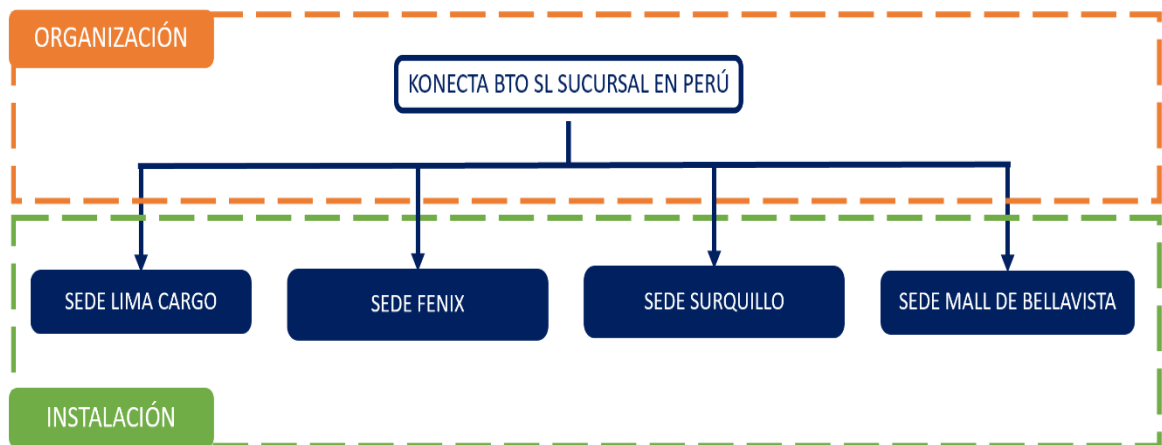 ORGANIZACIÓN
KONECTA BTO SL SUCURSAL EN PERÚ
SEDE LIMA CARGO
SEDE FENIX
SEDE SURQUILLO
SEDE MALL DE BELLAVISTA
INSTALACIÓN